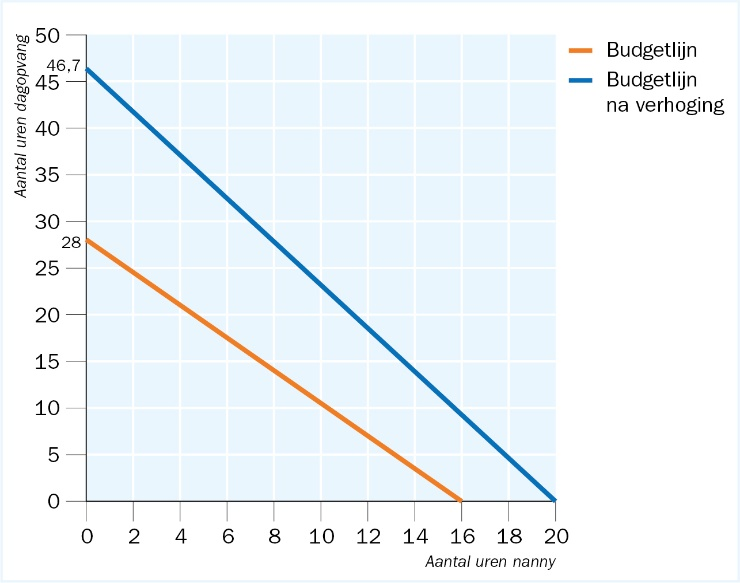 Aantal uren dagopvang
50
46,7
45
40
35
30
28
25
20
15
10
5
0
0 2 4 6 8 10 12 14 16 18 20
Aantal uren nanny
Budgetlijn
Budgetlijn
na verhoging